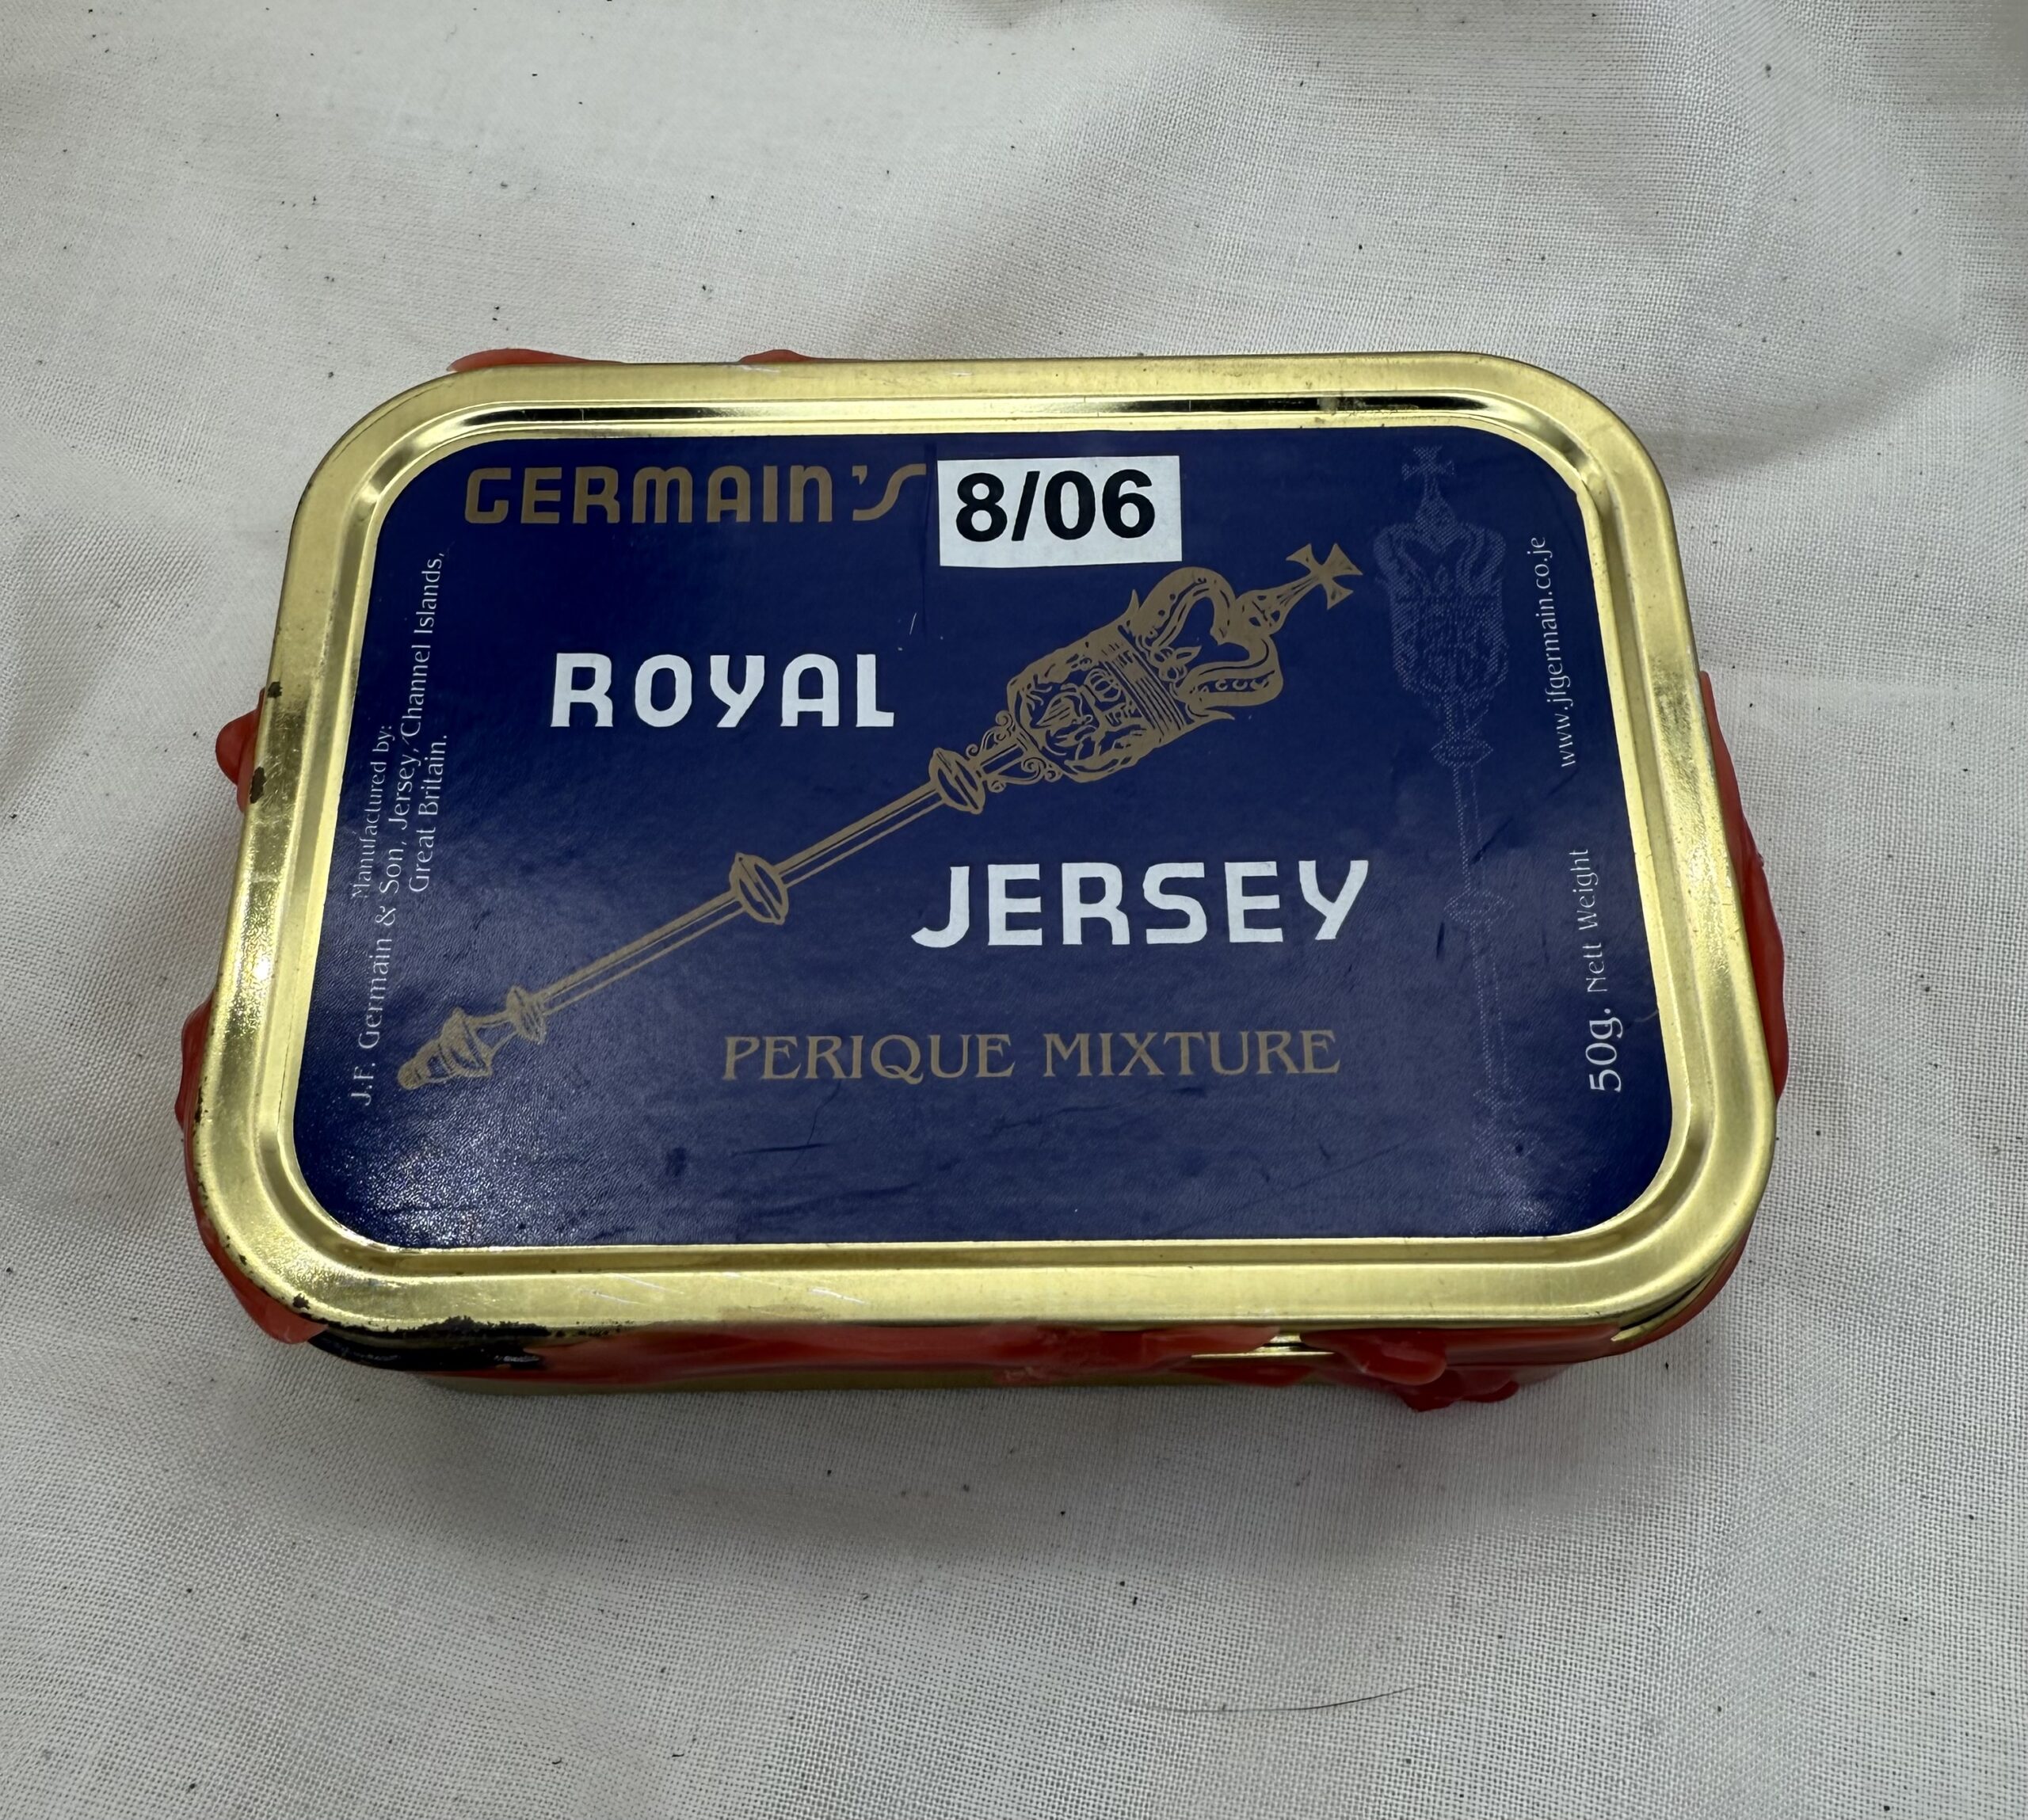 GERMAIN'S
8/06
ROYAL
JERSEY
PERIQUE MIXTURE
Manufactured by:
J.F. Germain & Son, Jersey, Channel Islands,
Great Britain.
www.jfgermain.co.je
50g. Nett Weight